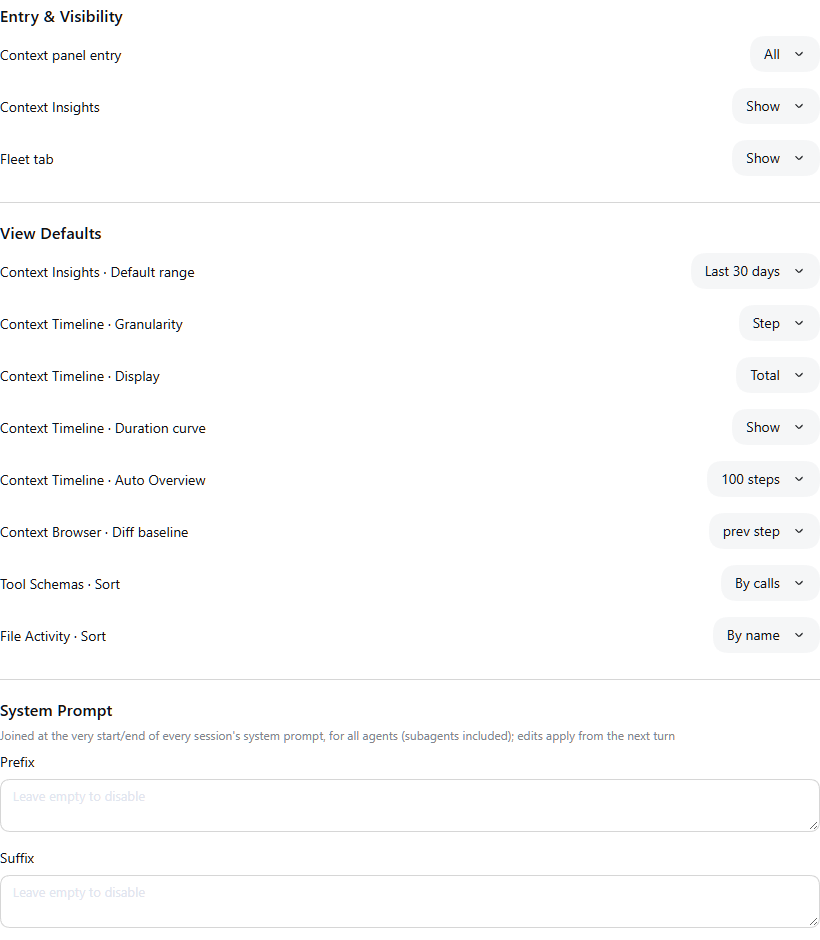 Entry & Visibility
Context panel entry
All
Context Insights
Show
Fleet tab
Show
View Defaults
Context Insights · Default range
Last 30 days
Context Timeline · Granularity
Step
Context Timeline · Display
Total
Context Timeline · Duration curve
Show
Context Timeline · Auto Overview
100 steps
Context Browser · Diff baseline
prev step
Tool Schemas · Sort
By calls
File Activity · Sort
By name
System Prompt
Joined at the very start/end of every session's system prompt, for all agents (subagents included); edits apply from the next turn
Prefix
Leave empty to disable
Suffix
Leave empty to disable